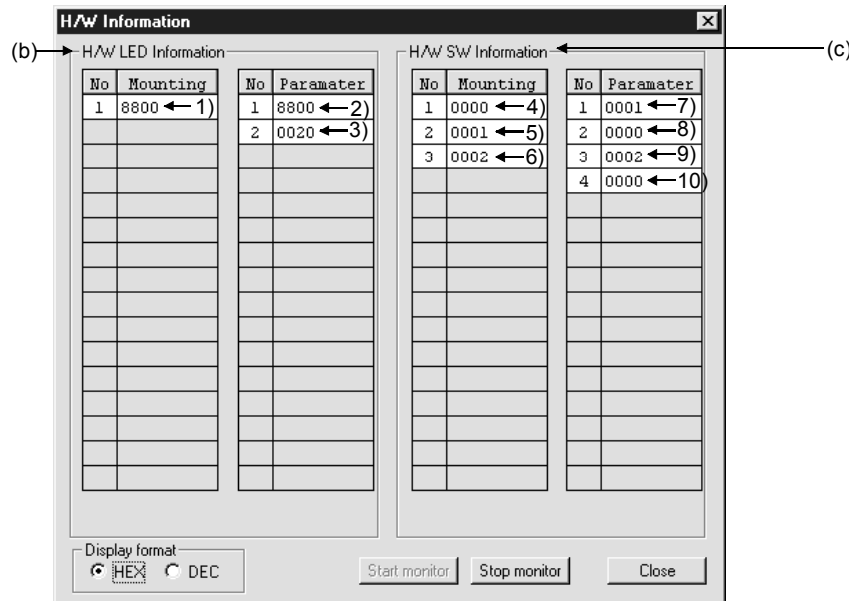 H/W Information
(b) H/W LED Information H/W SW Information (c)
No Mounting No Paramater No Mounting No Paramater
1 8800 1) 1 8800 2) 1 0000 4) 1 0001 7)
2 0020 3) 2 0001 5) 2 0000 8)
3 0002 6) 3 0002 9)
4 0000 10)
Display format
HEX DEC Start monitor Stop monitor Close